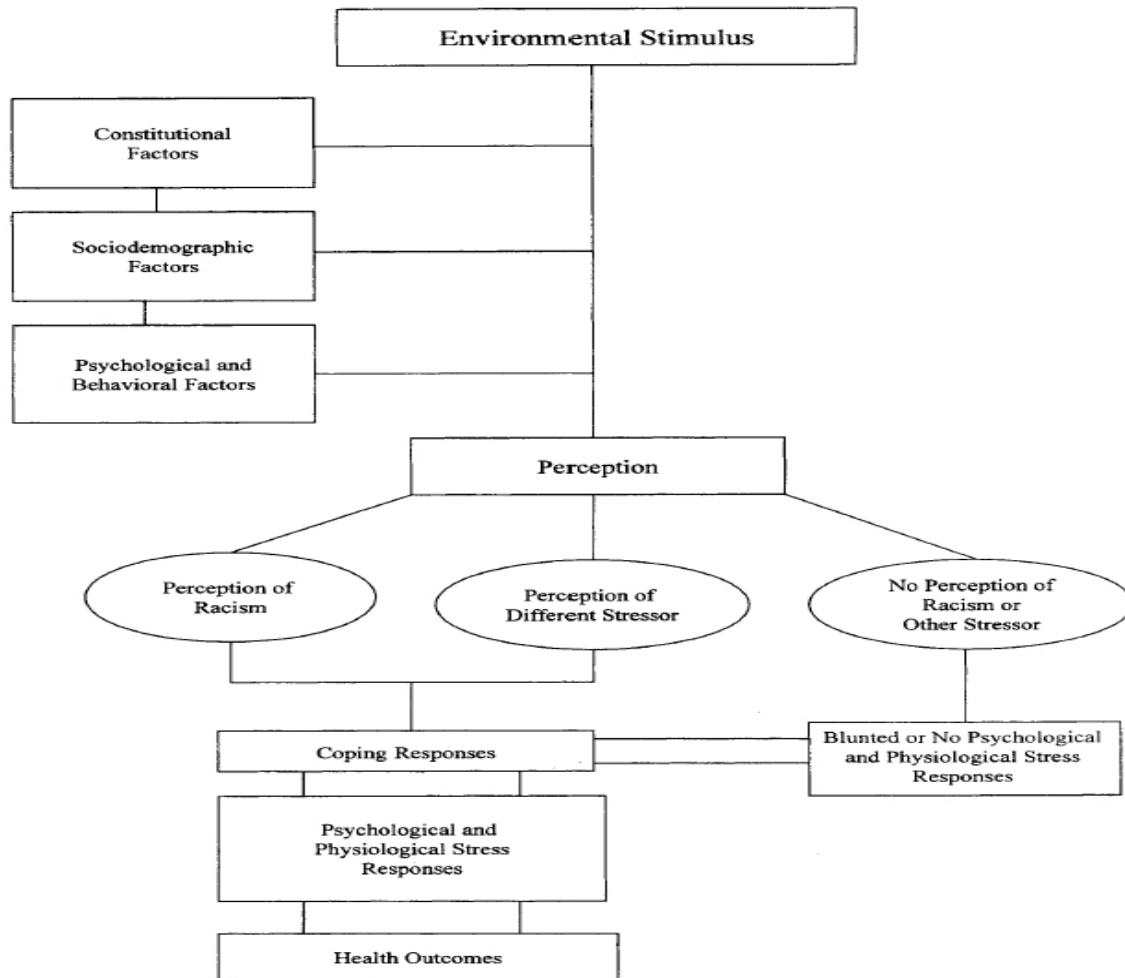 Environmental Stimulus
Constitutional
Factors
Sociodemographic
Factors
Psychological and
Behavioral Factors
Perception
Perception of
Racism
Perception of
Different Stressor
No Perception of
Racism or
Other Stressor
Coping Responses
Blunted or No Psychological
and Physiological Stress
Responses
Psychological and
Physiological Stress
Responses
Health Outcomes